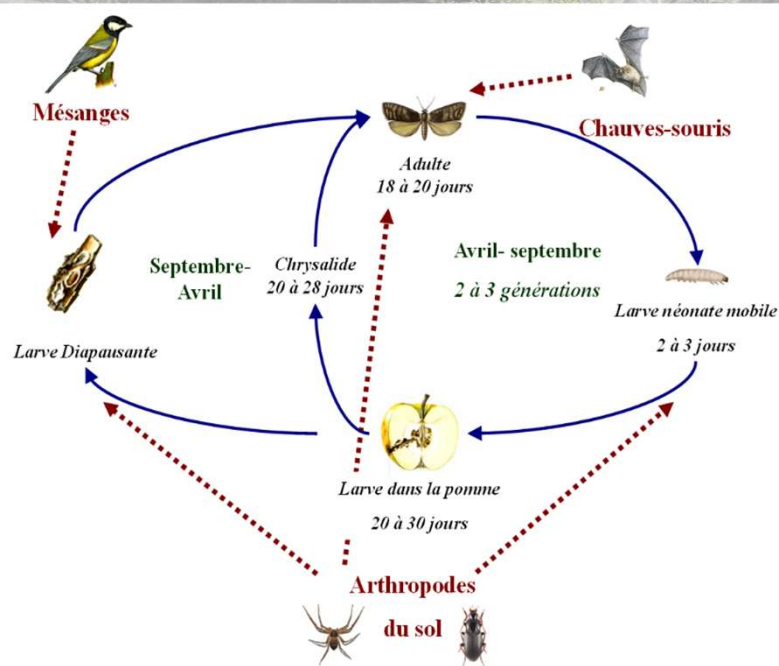 Mésanges
Chauves-souris
Adulte
18 à 20 jours
Septembre-
Avril
Chrysalide
20 à 28 jours
Avril- septembre
2 à 3 générations
Larve néonate mobile
2 à 3 jours
Larve Diapausante
Larve dans la pomme
20 à 30 jours
Arthropodes
du sol